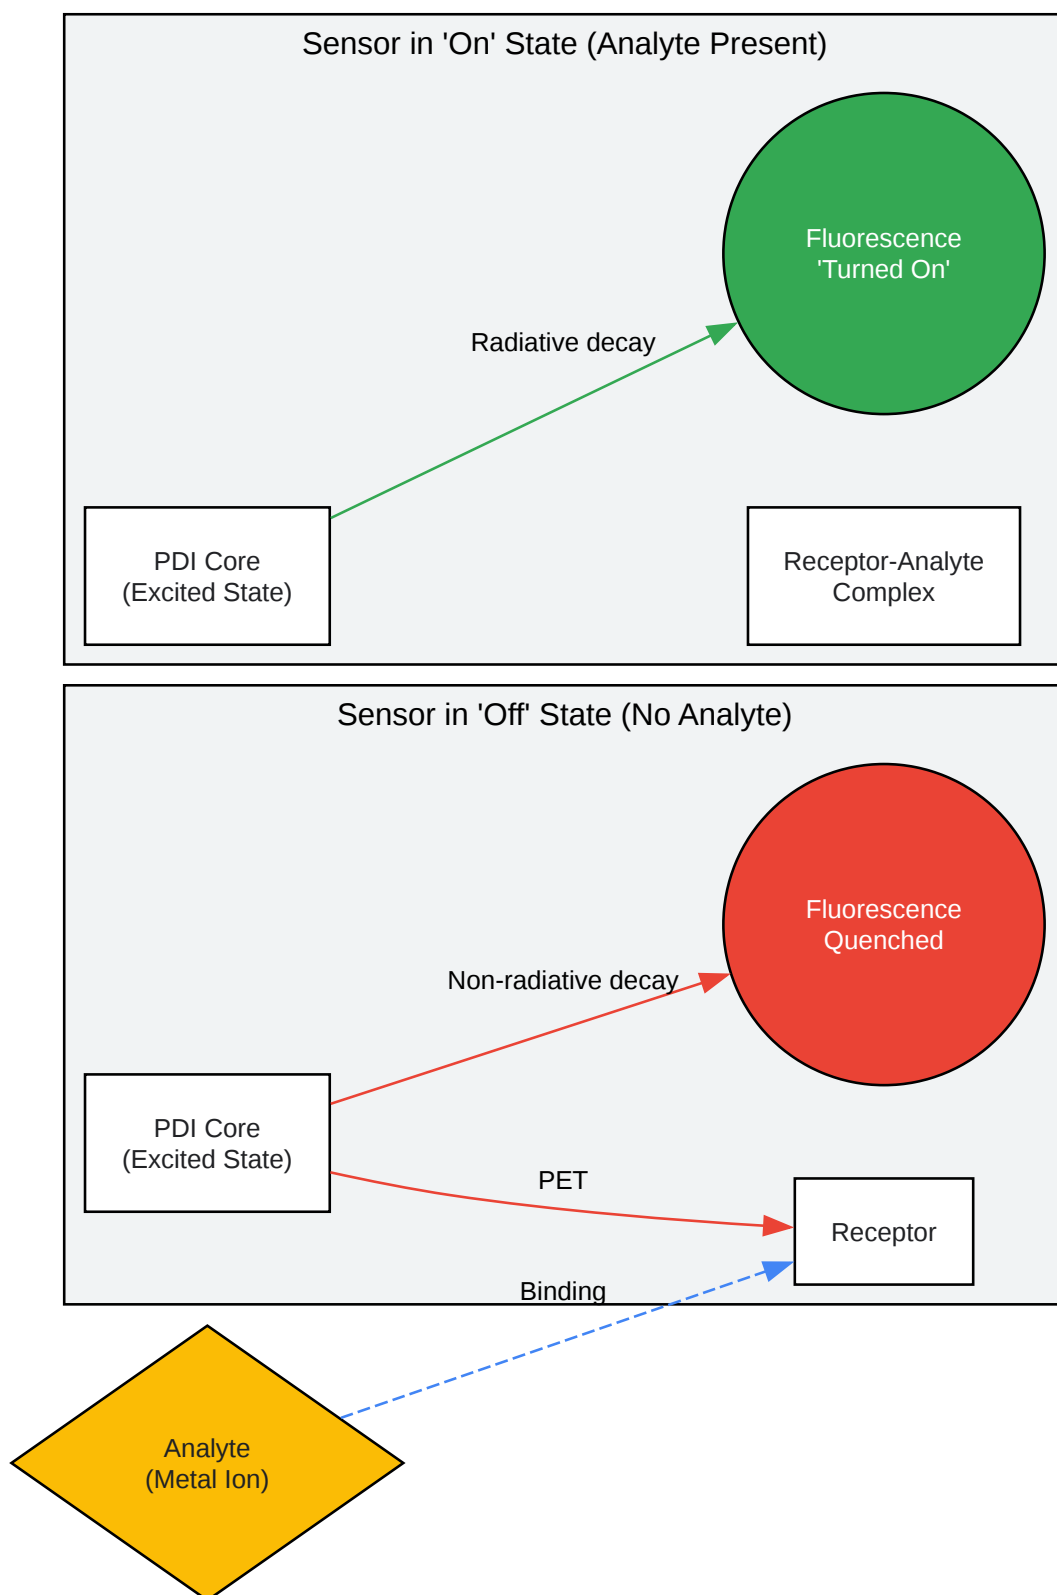 Sensor in 'On' State (Analyte Present)
Fluorescence
'Turned On'
Radiative decay
PDI Core
(Excited State)
Receptor-Analyte
Complex
Sensor in 'Off' State (No Analyte)
Fluorescence
Quenched
Non-radiative decay
PDI Core
(Excited State)
PET
Receptor
Binding
Analyte
(Metal Ion)